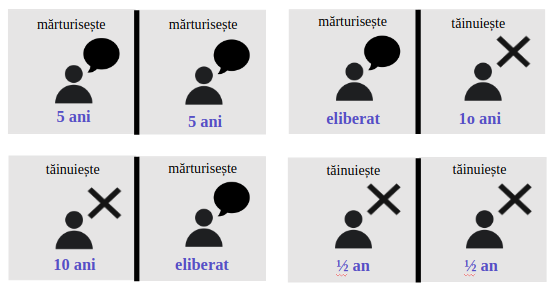 mărturisește mărturisește
5 ani 5 ani
mărturisește tăinuiește
eliberat 1o ani
tăinuiește mărturisește
10 ani eliberat
tăinuiește tăinuiește
½ an ½ an